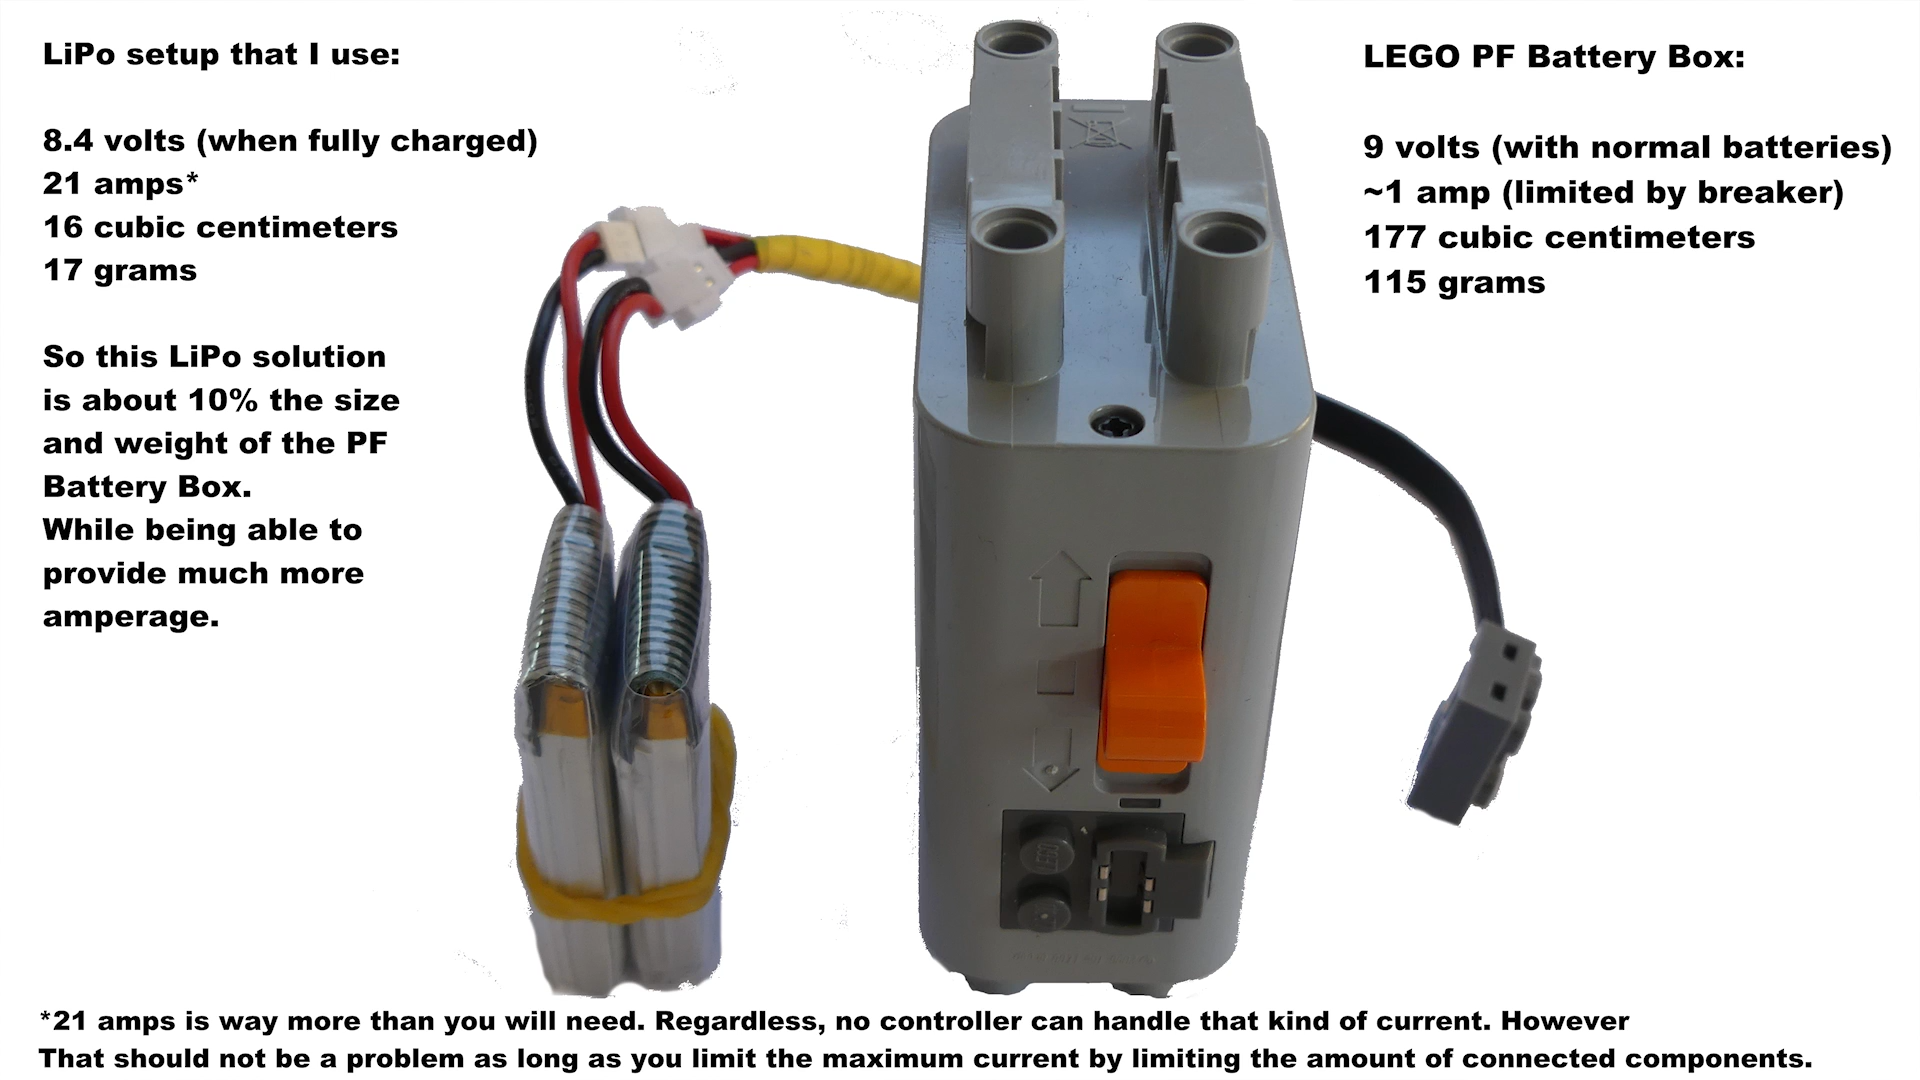 LiPo setup that I use:
8.4 volts (when fully charged)
21 amps*
16 cubic centimeters
17 grams
So this LiPo solution
is about 10% the size
and weight of the PF
Battery Box.
While being able to
provide much more
amperage.
LEGO PF Battery Box:
9 volts (with normal batteries)
~1 amp (limited by breaker)
177 cubic centimeters
115 grams
LEGO
*21 amps is way more than you will need. Regardless, no controller can handle that kind of current. However
That should not be a problem as long as you limit the maximum current by limiting the amount of connected components.